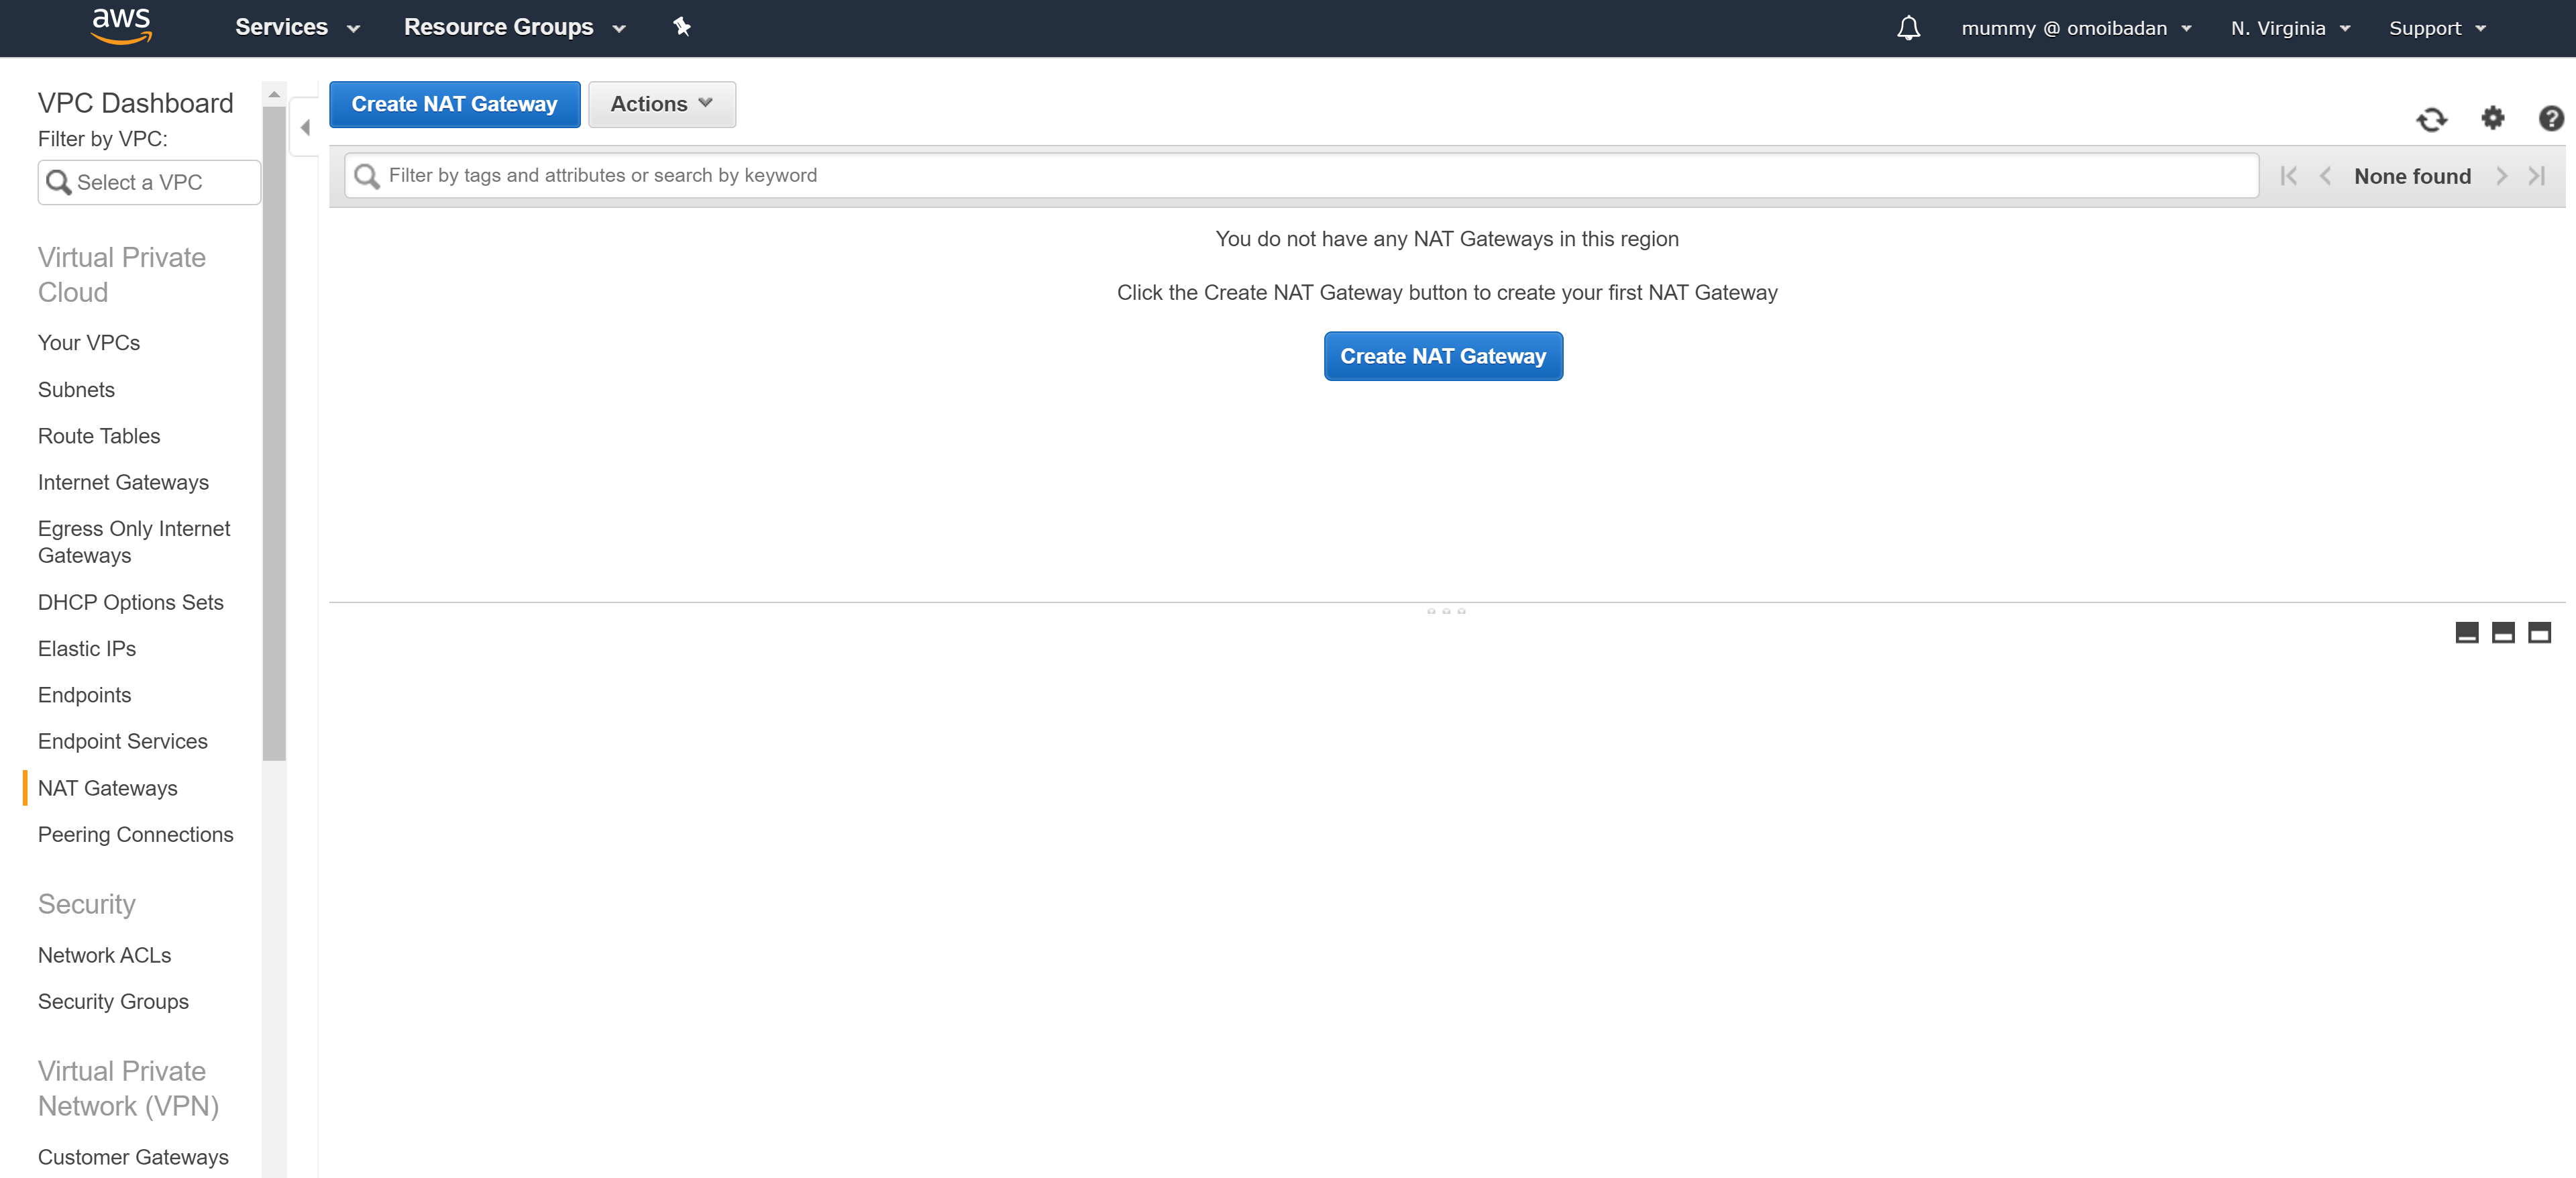 aws
Services
Resource Groups
mummy @ omoibadan
N. Virginia
Support
VPC Dashboard
Filter by VPC:
Select a VPC
Virtual Private
Cloud
Your VPCs
Subnets
Route Tables
Internet Gateways
Egress Only Internet
Gateways
DHCP Options Sets
Elastic IPs
Endpoints
Endpoint Services
NAT Gateways
Peering Connections
Security
Network ACLs
Security Groups
Virtual Private
Network (VPN)
Customer Gateways
Create NAT Gateway
Actions
Filter by tags and attributes or search by keyword
None found
You do not have any NAT Gateways in this region
Click the Create NAT Gateway button to create your first NAT Gateway
Create NAT Gateway